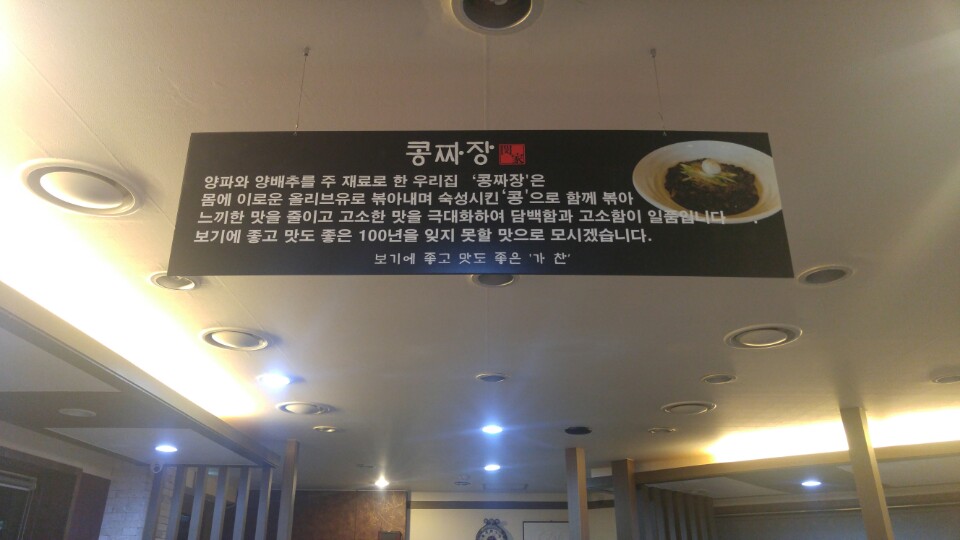 콩짜장
양파와 양배추를 주 재료로 한 우리집 '콩짜장'은
몸에 이로운 올리브유로 볶아내며 숙성시킨 '콩'으로 함께 볶아
느끼한 맛을 줄이고 고소한 맛을 극대화하여 담백함과 고소함이 일품입니다.
보기에 좋고 맛도 좋은 100년을 잊지 못할 맛으로 모시겠습니다.
보기에 좋고 맛도 좋은 '가 찬'